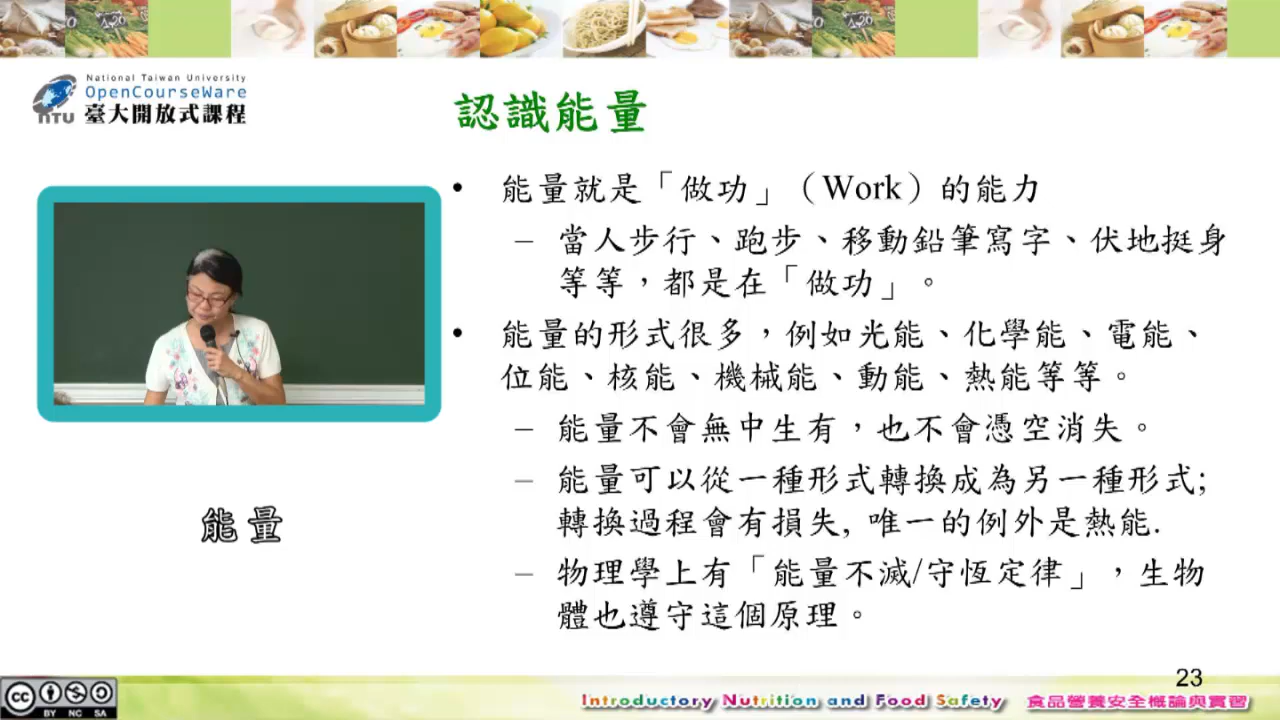 National Taiwan University
OpenCourseWare
NTU 臺大開放式課程
認識能量
• 能量就是「做功」（Work）的能力
– 當人步行、跑步、移動鉛筆寫字、伏地挺身
等等，都是在「做功」。
• 能量的形式很多，例如光能、化學能、電能、
位能、核能、機械能、動能、熱能等等。
– 能量不會無中生有，也不會憑空消失。
– 能量可以從一種形式轉換成為另一種形式;
轉換過程會有損失, 唯一的例外是熱能.
– 物理學上有「能量不滅/守恆定律」，生物
體也遵守這個原理。
能量
23
cc BY NC SA
Introductory Nutrition and Food Safety 食品營養安全概論與實習